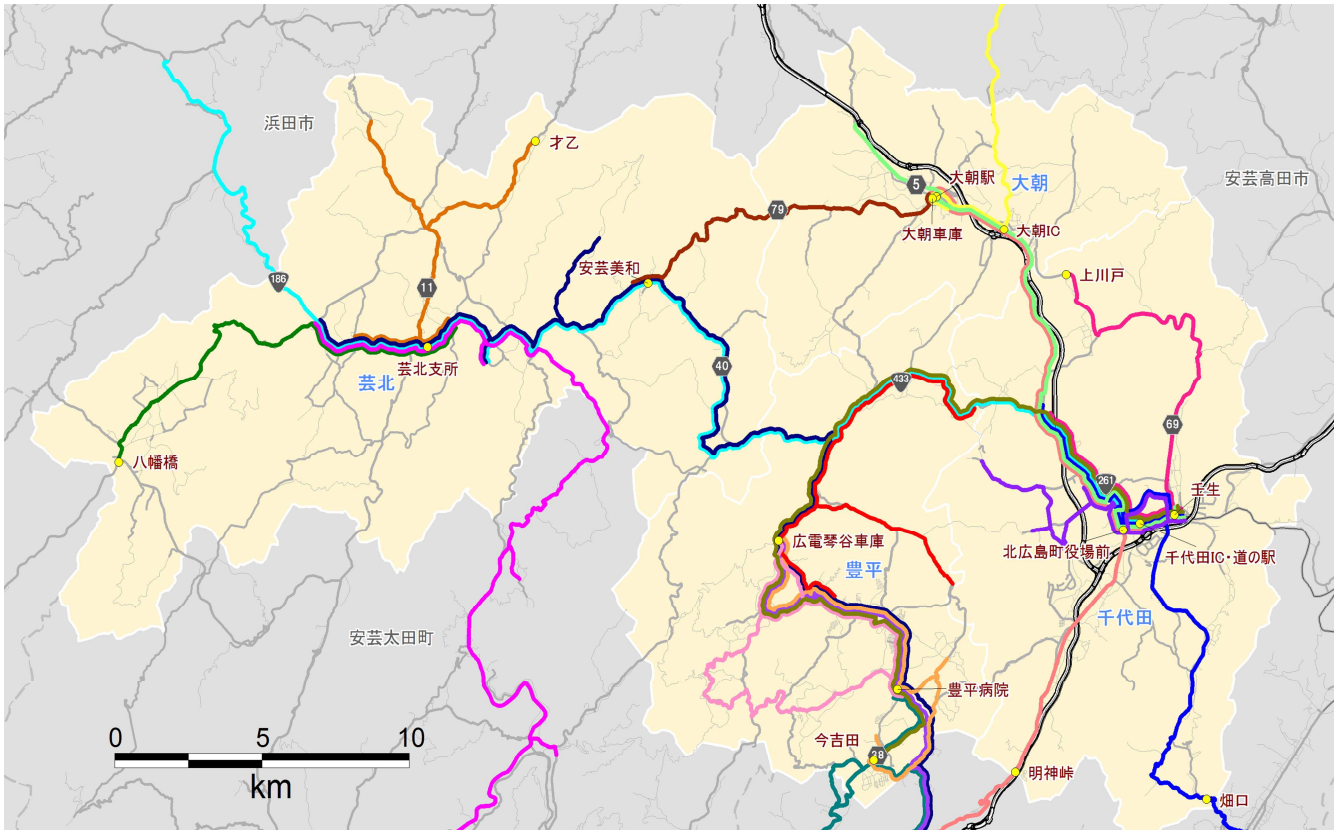 浜田市
才乙
5
大朝駅
大朝
安芸高田市
79
大朝車庫
大朝IC
安芸美和
上川戸
186
11
芸北支所
芸北
40
433
69
八幡橋
261
壬生
広電琴谷車庫
北広島町役場前
千代田IC・道の駅
豊平
千代田
安芸太田町
豊平病院
今吉田
38
明神峠
畑口
0 5 10
km